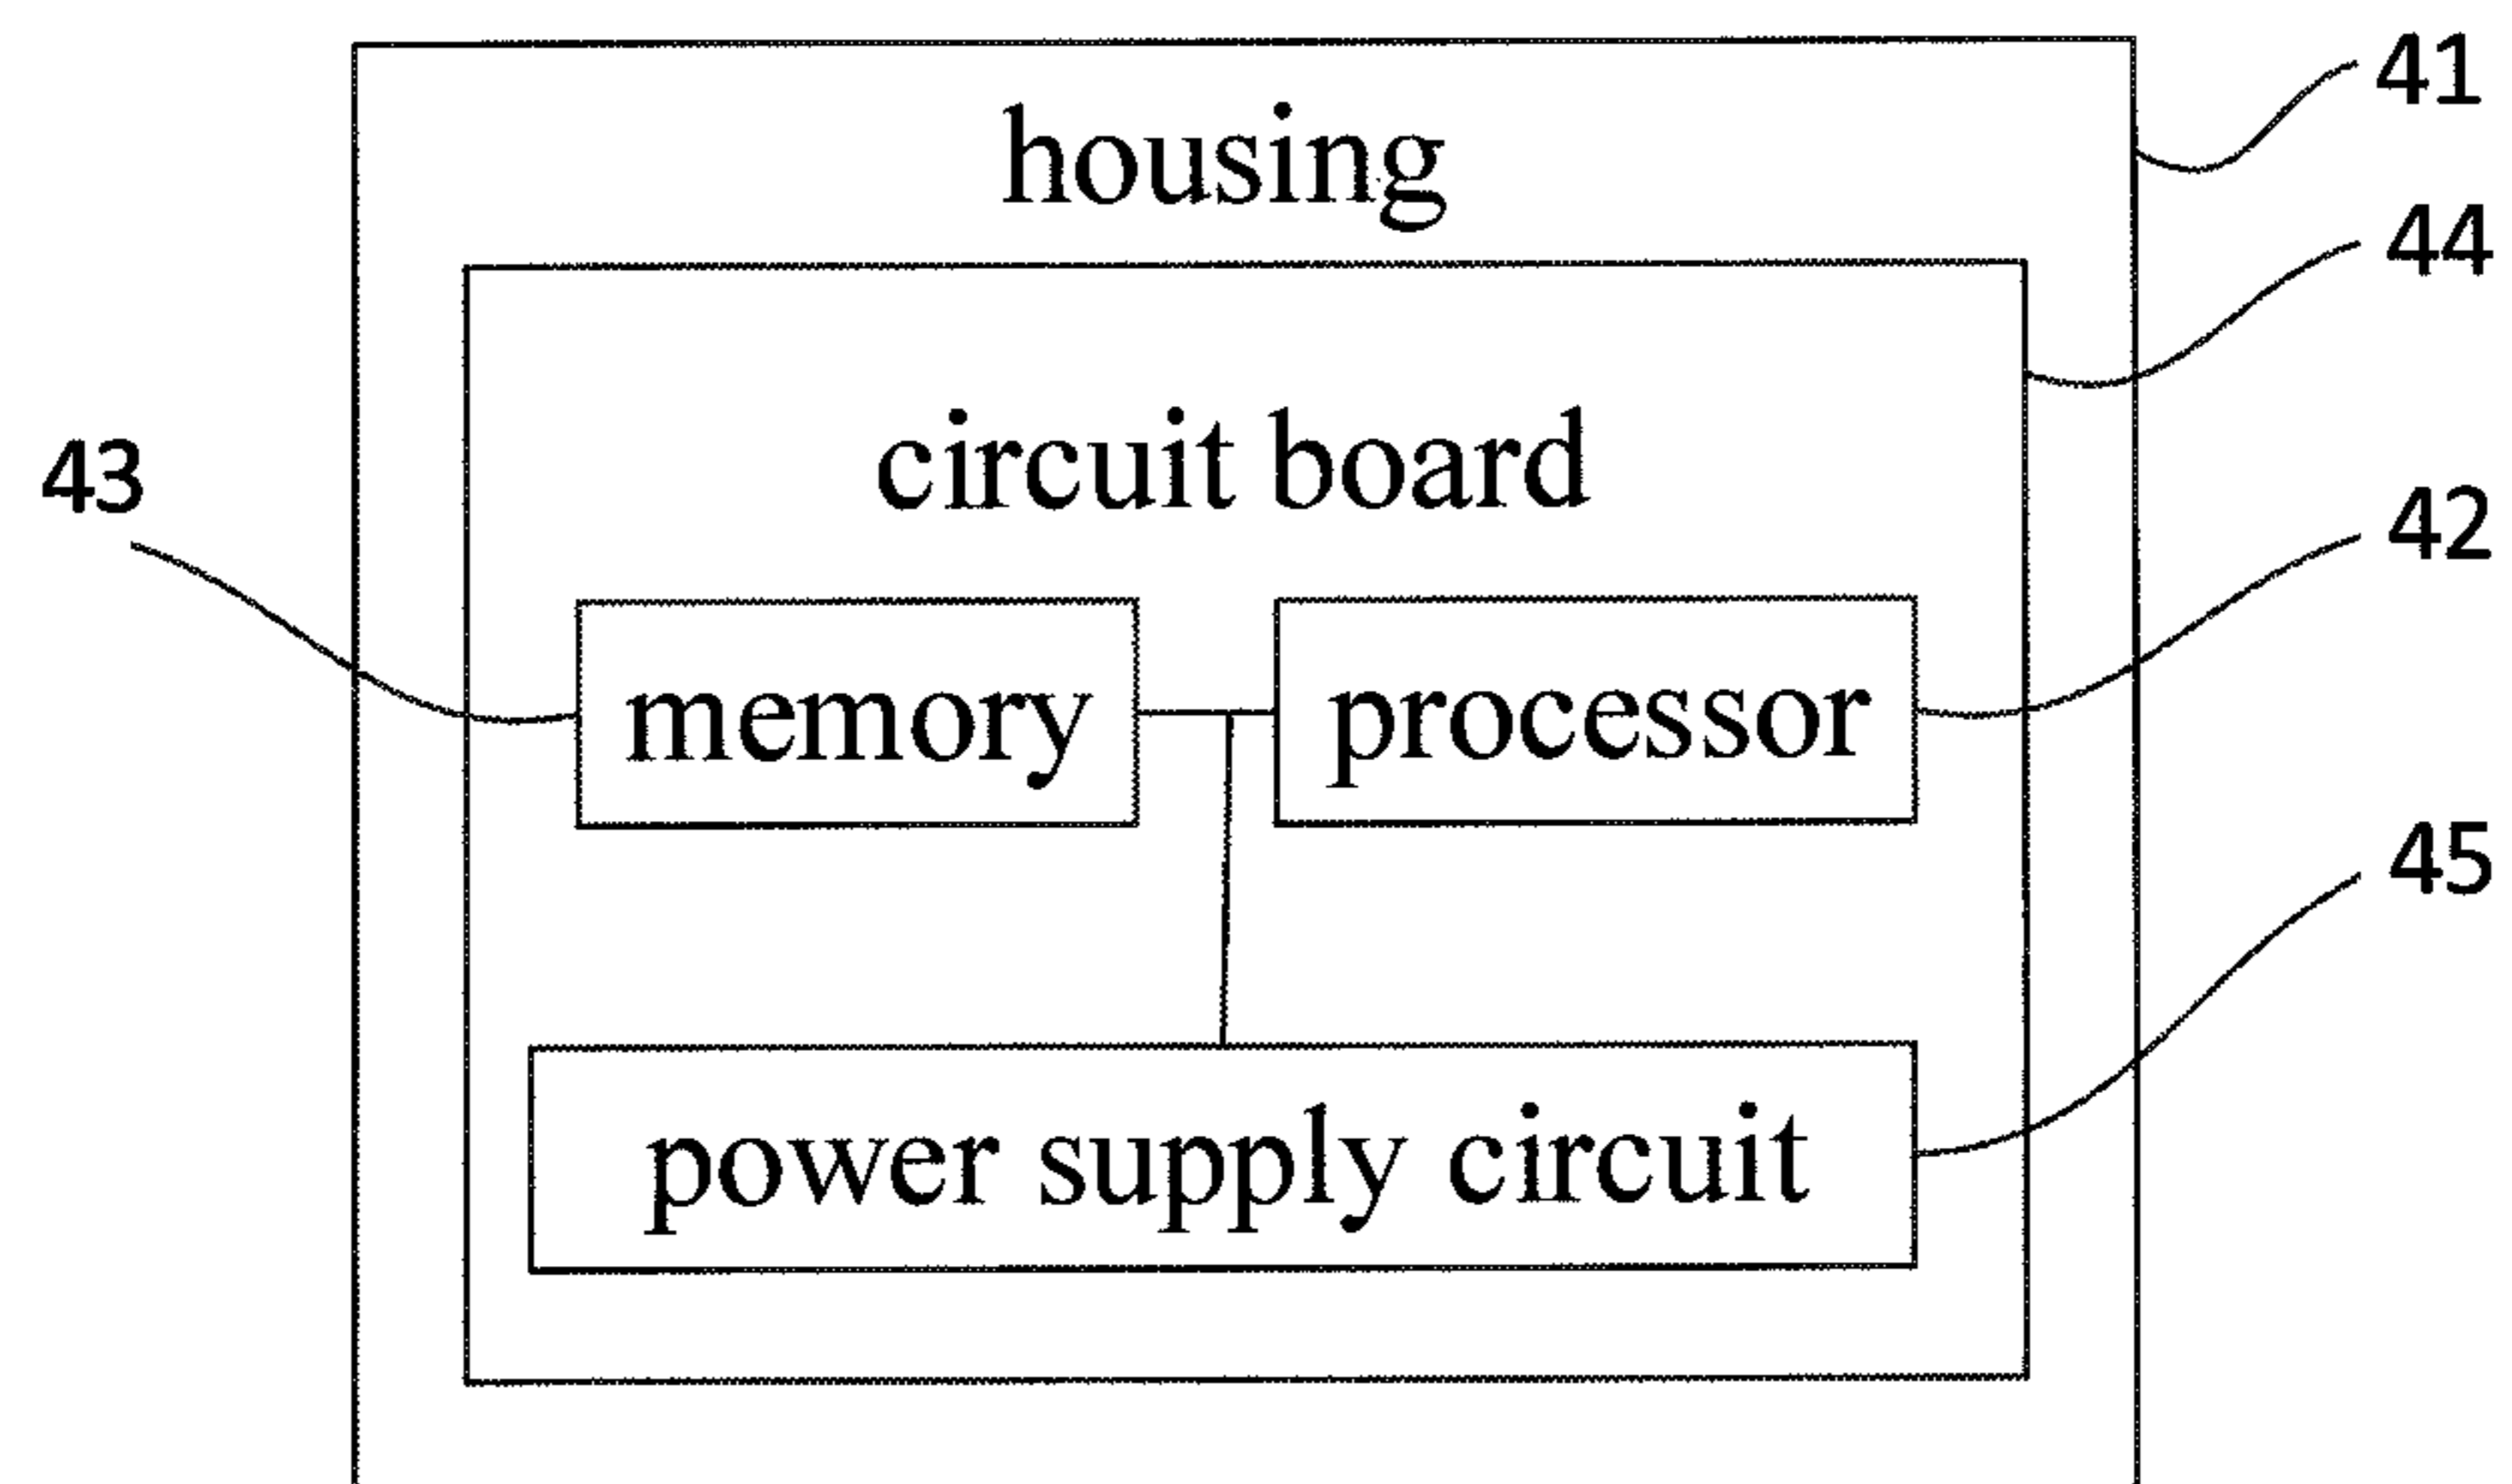 41
housing
44
circuit board
43
42
memory
processor
45
power supply circuit